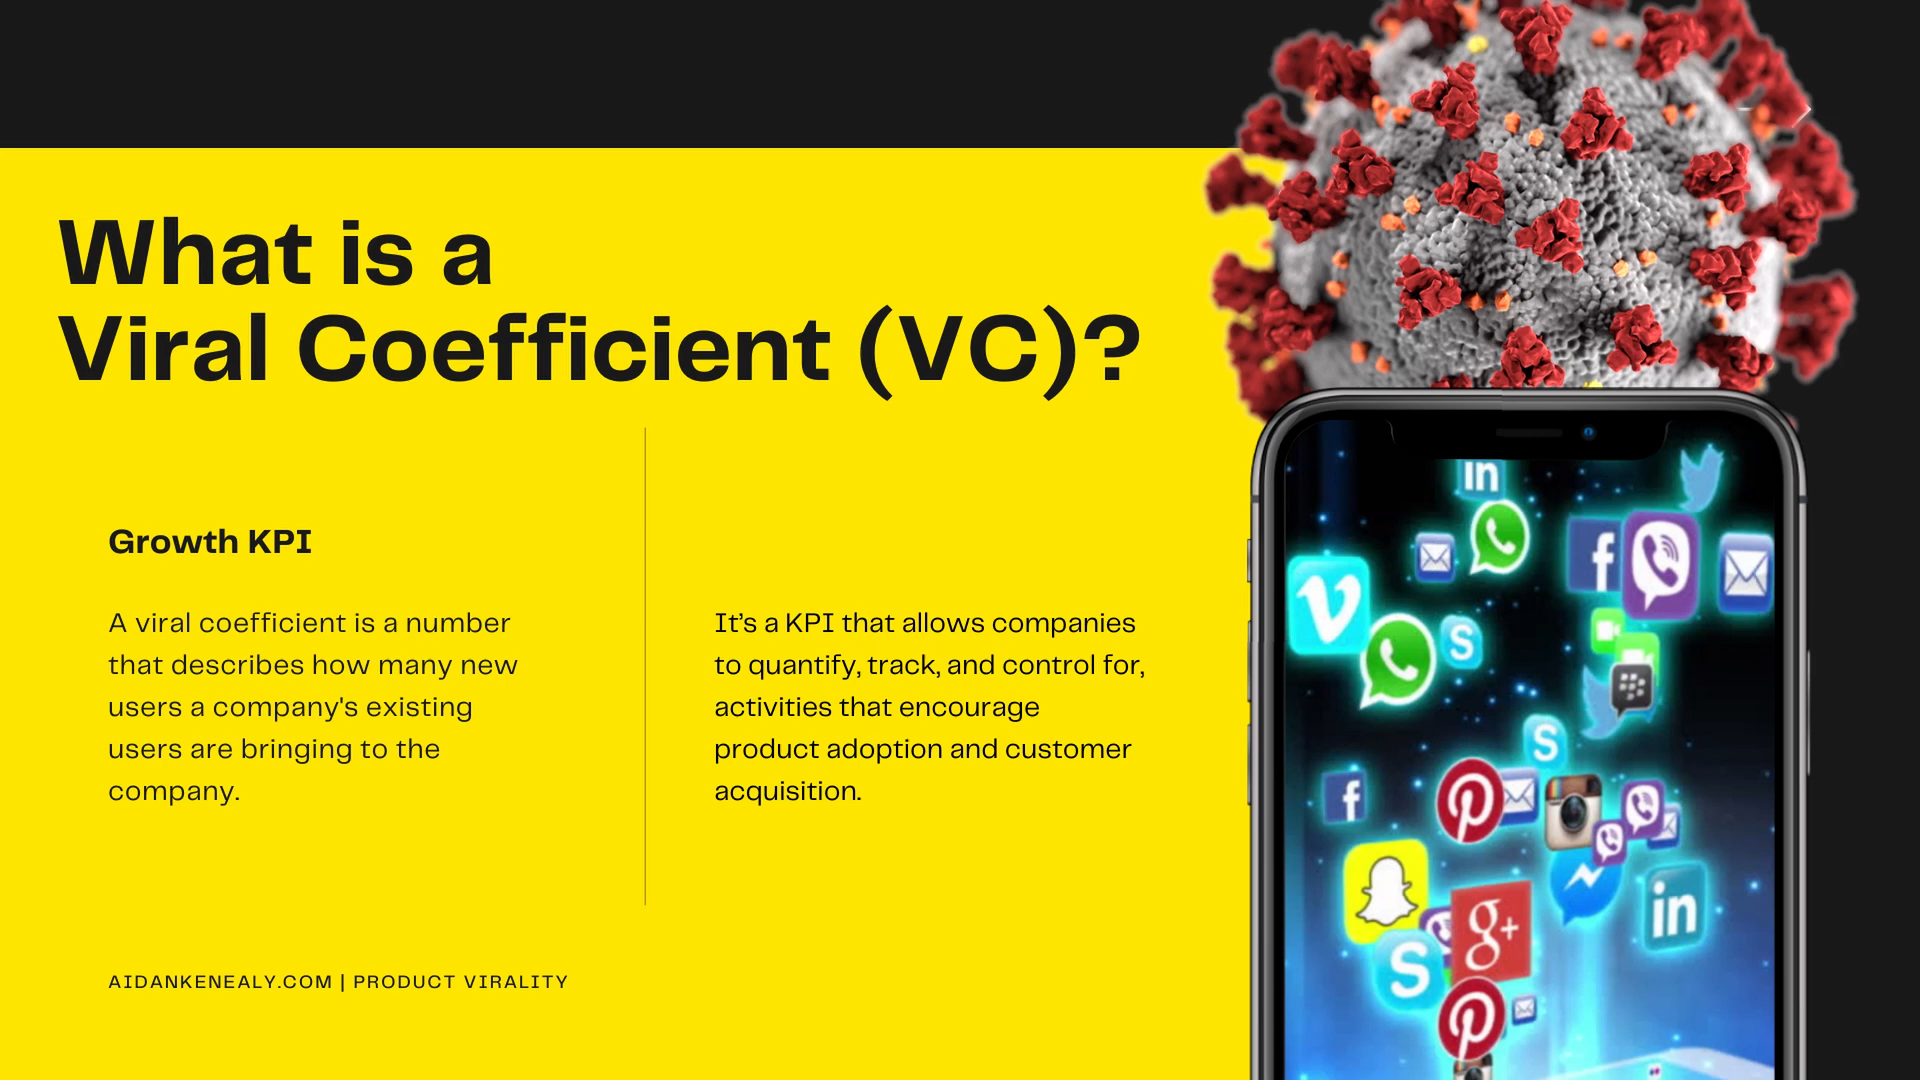 What is a
Viral Coefficient (VC)?
Growth KPI
A viral coefficient is a number
that describes how many new
users a company's existing
users are bringing to the
company.
It’s a KPI that allows companies
to quantify, track, and control for,
activities that encourage
product adoption and customer
acquisition.
AIDANKENEALY.COM | PRODUCT VIRALITY
in
f
S
S
f
in
g+
S